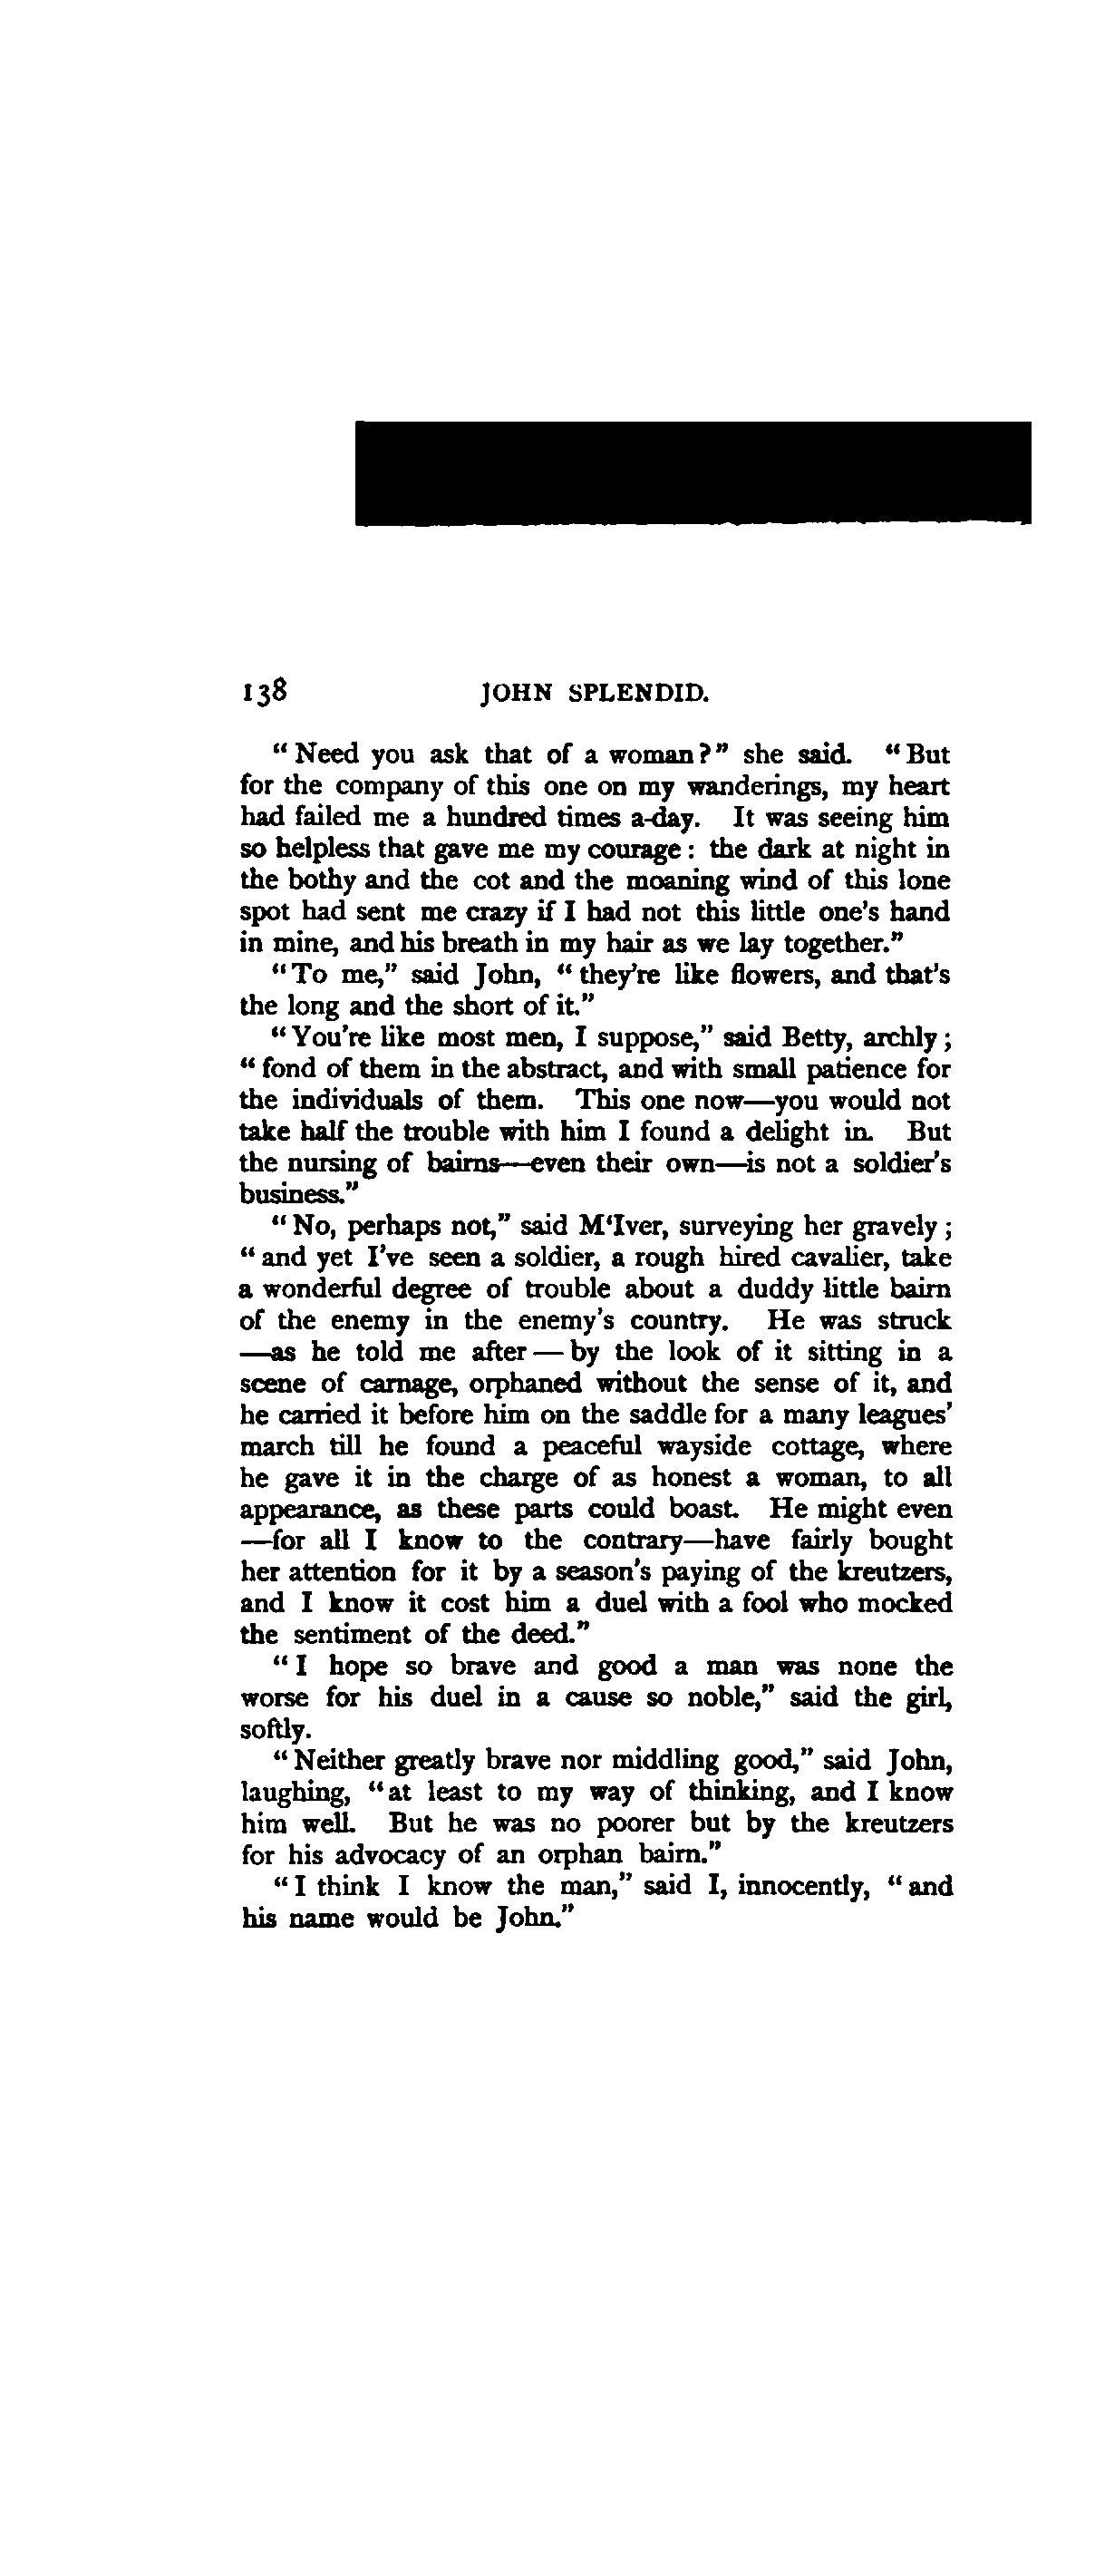 138 JOHN SPLENDID.
"Need you ask that of a woman?" she said. "But
for the company of this one on my wanderings, my heart
had failed me a hundred times a-day. It was seeing him
so helpless that gave me my courage: the dark at night in
the bothy and the cot and the moaning wind of this lone
spot had sent me crazy if I had not this little one's hand
in mine, and his breath in my hair as we lay together."
"To me," said John, "they're like flowers, and that's
the long and the short of it."
"You're like most men, I suppose," said Betty, archly;
"fond of them in the abstract, and with small patience for
the individuals of them. This one now—you would not
take half the trouble with him I found a delight in. But
the nursing of bairns—even their own—is not a soldier's
business."
"No, perhaps not," said M'Iver, surveying her gravely;
"and yet I've seen a soldier, a rough hired cavalier, take
a wonderful degree of trouble about a duddy little bairn
of the enemy in the enemy's country. He was struck
—as he told me after—by the look of it sitting in a
scene of carnage, orphaned without the sense of it, and
he carried it before him on the saddle for a many leagues'
march till he found a peaceful wayside cottage, where
he gave it in the charge of as honest a woman, to all
appearance, as these parts could boast. He might even
—for all I know to the contrary—have fairly bought
her attention for it by a season's paying of the kreutzers,
and I know it cost him a duel with a fool who mocked
the sentiment of the deed."
"I hope so brave and good a man was none the
worse for his duel in a cause so noble," said the girl,
softly.
"Neither greatly brave nor middling good," said John,
laughing, "at least to my way of thinking, and I know
him well. But he was no poorer but by the kreutzers
for his advocacy of an orphan bairn."
"I think I know the man," said I, innocently, "and
his name would be John."